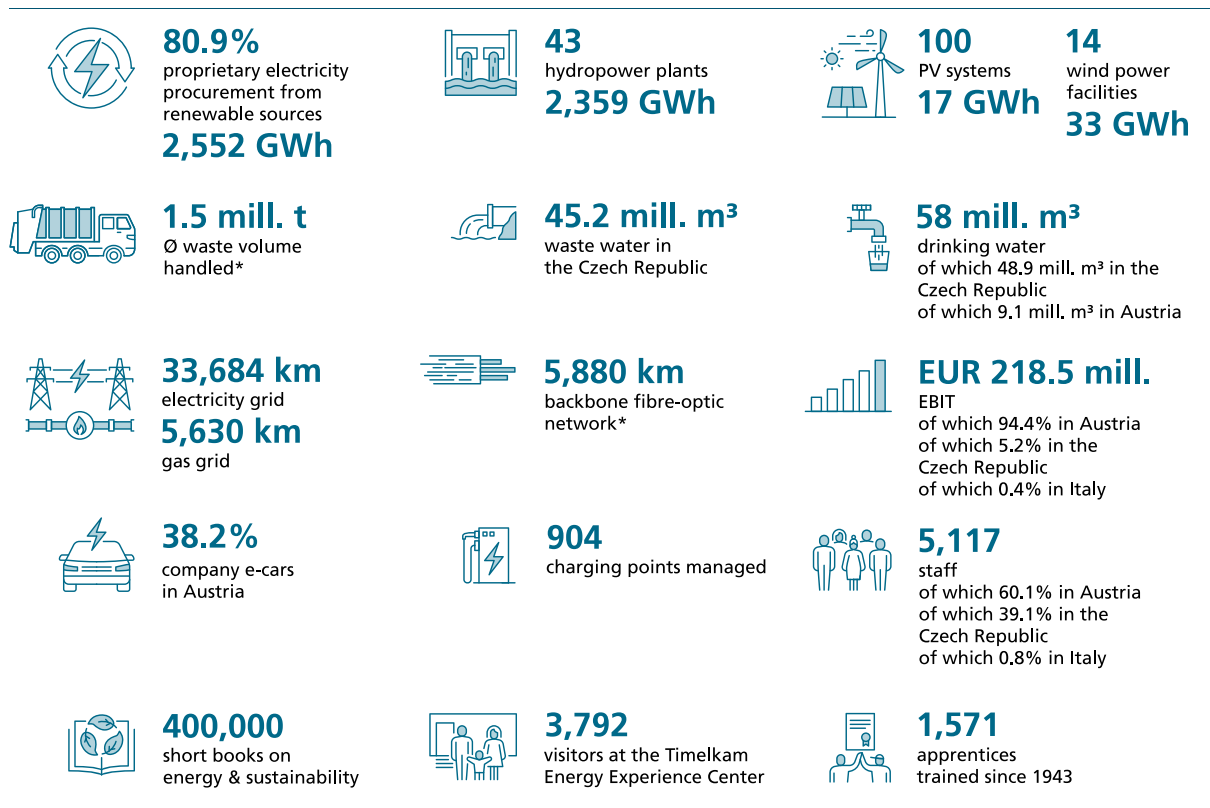 80.9%
proprietary electricity
procurement from
renewable sources
2,552 GWh
43
hydropower plants
2,359 GWh
100
PV systems
17 GWh
14
wind power
facilities
33 GWh
1.5 mill. t
Ø waste volume
handled*
45.2 mill. m³
waste water in
the Czech Republic
58 mill. m³
drinking water
of which 48.9 mill. m³ in the
Czech Republic
of which 9.1 mill. m³ in Austria
33,684 km
electricity grid
5,630 km
gas grid
5,880 km
backbone fibre-optic
network*
EUR 218.5 mill.
EBIT
of which 94.4% in Austria
of which 5.2% in the
Czech Republic
of which 0.4% in Italy
38.2%
company e-cars
in Austria
904
charging points managed
5,117
staff
of which 60.1% in Austria
of which 39.1% in the
Czech Republic
of which 0.8% in Italy
400,000
short books on
energy & sustainability
3,792
visitors at the Timelkam
Energy Experience Center
1,571
apprentices
trained since 1943